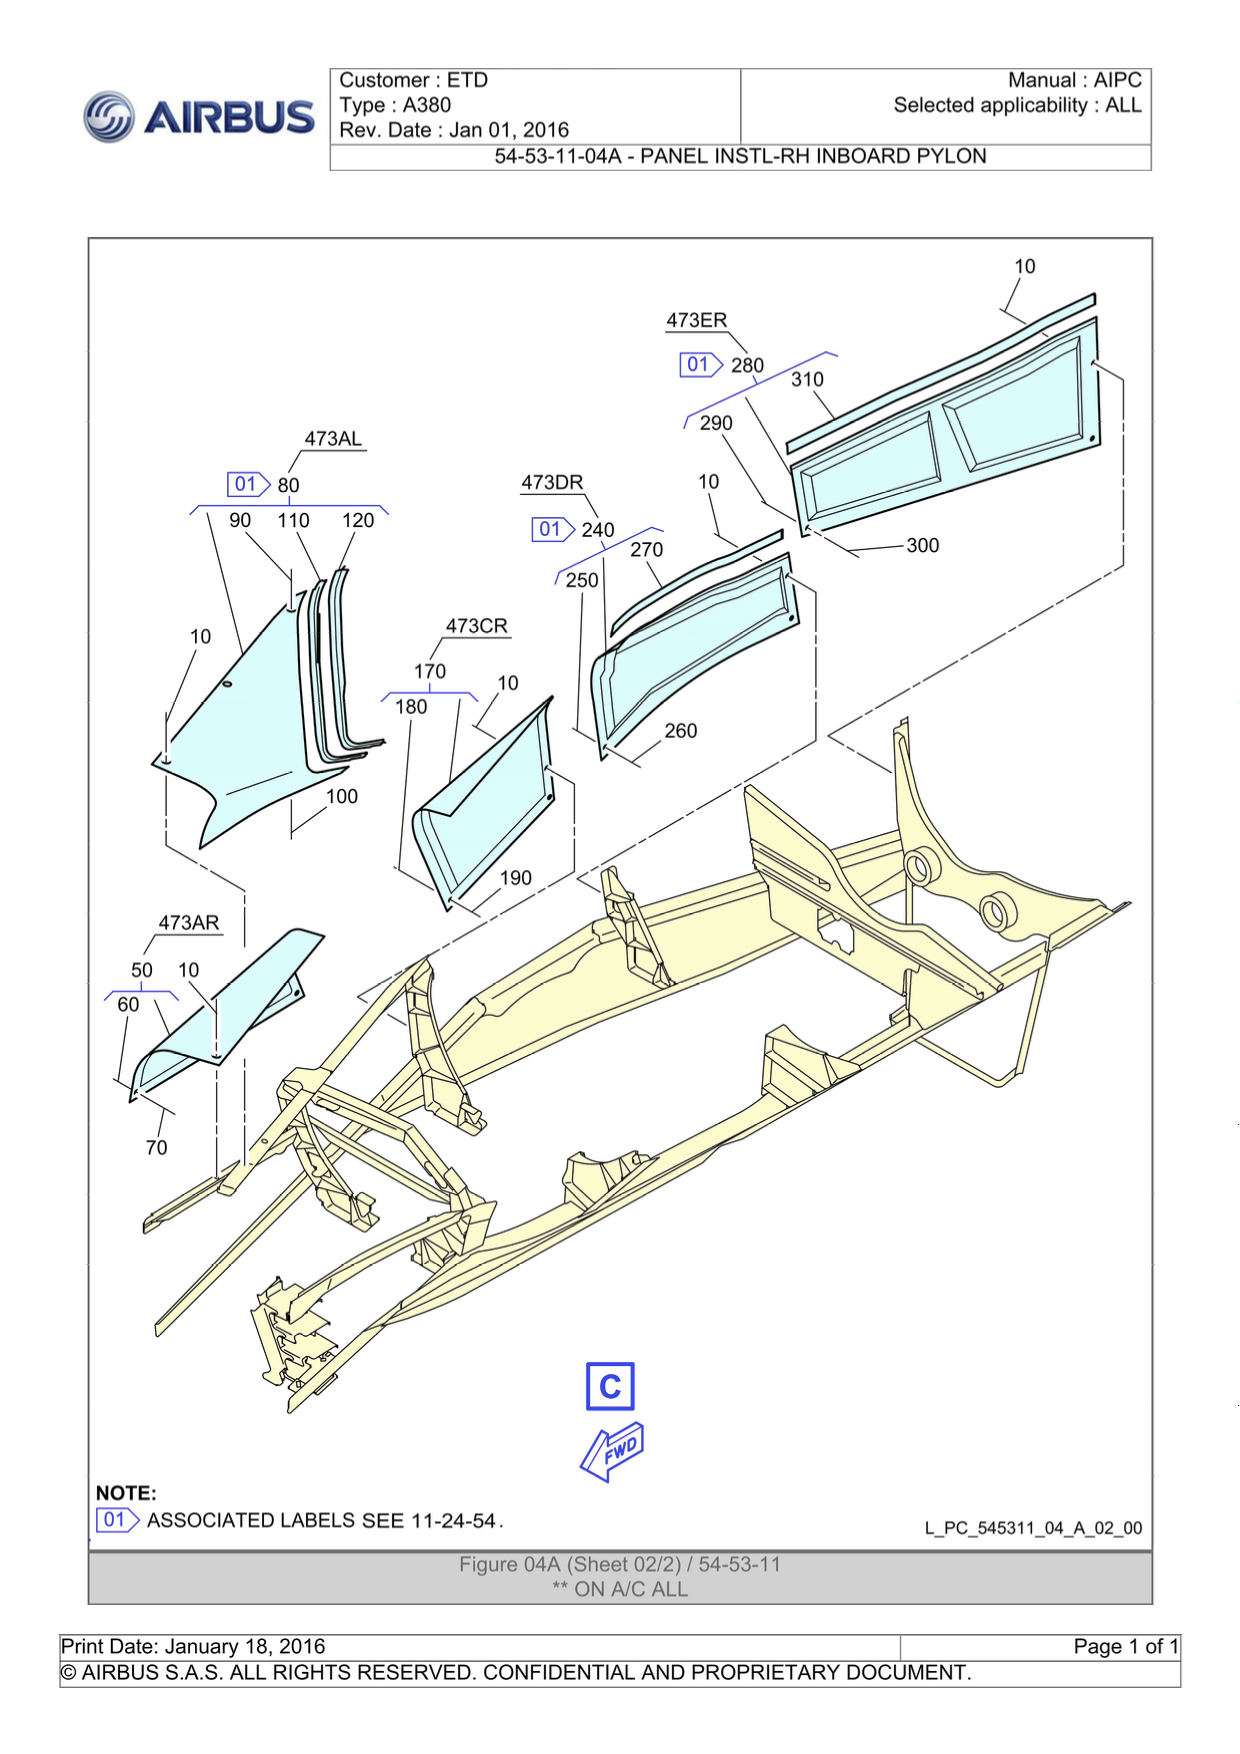 AIRBUS
Customer : ETD
Type : A380
Rev. Date : Jan 01, 2016
Manual : AIPC
Selected applicability : ALL
54-53-11-04A - PANEL INSTL-RH INBOARD PYLON
10
473ER
01 280
310
290
300
473AL
01 80
90 110 120
10
100
473DR
01 240
10
270
250
260
473CR
170
10
180
190
473AR
50 10
60
70
C
FWD
NOTE:
01 ASSOCIATED LABELS SEE 11-24-54.
L_PC_545311_04_A_02_00
Figure 04A (Sheet 02/2) / 54-53-11
** ON A/C ALL
Print Date: January 18, 2016
Page 1 of 1
© AIRBUS S.A.S. ALL RIGHTS RESERVED. CONFIDENTIAL AND PROPRIETARY DOCUMENT.